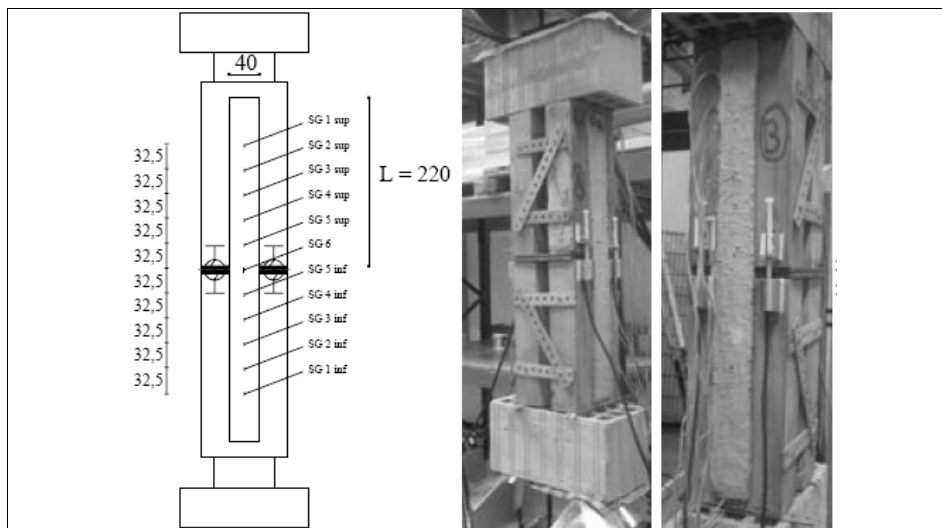 40
SG 1 sup
SG 2 sup
SG 3 sup
SG 4 sup
SG 5 sup
SG 6
SG 5 inf
SG 4 inf
SG 3 inf
SG 2 inf
SG 1 inf
32,5
32,5
32,5
32,5
32,5
32,5
32,5
32,5
32,5
32,5
L = 220
3